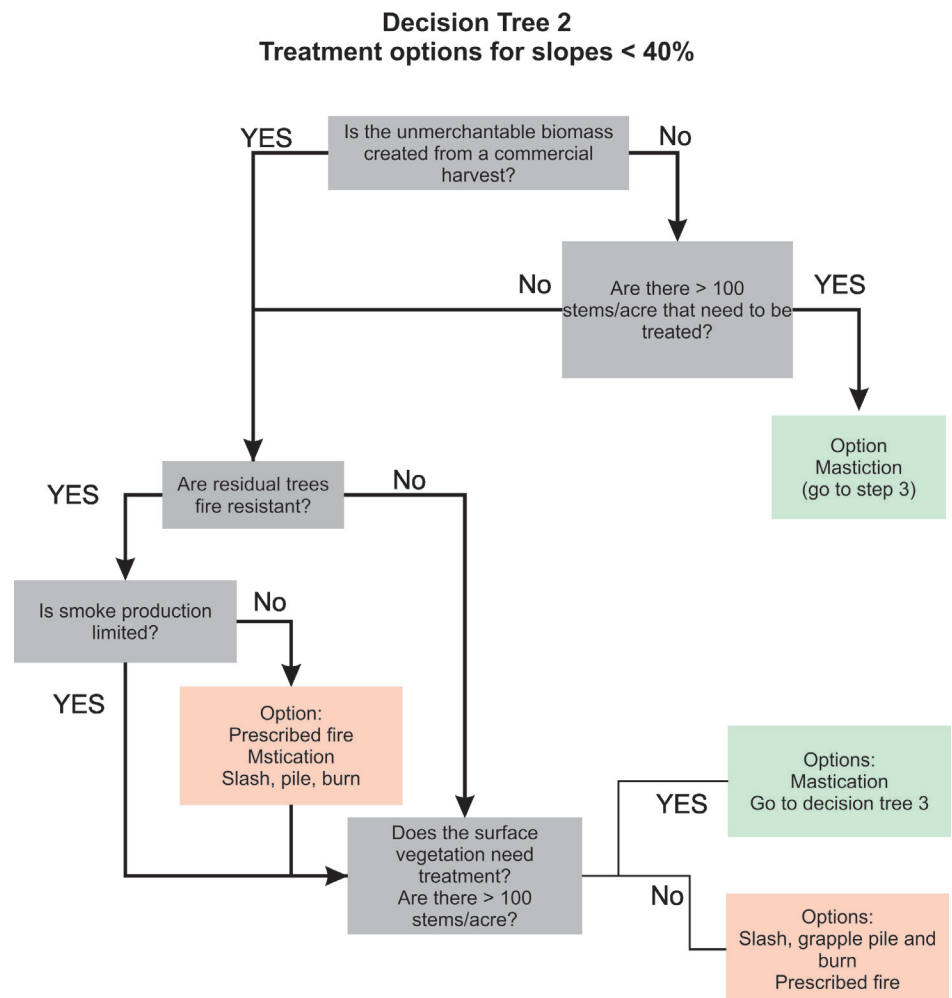 Decision Tree 2
Treatment options for slopes < 40%
YES
Is the unmerchantable biomass
created from a commercial
harvest?
No
No
Are there > 100
stems/acre that need to be
treated?
YES
Option
Mastiction
(go to step 3)
YES
Are residual trees
fire resistant?
No
Is smoke production
limited?
No
YES
Option:
Prescribed fire
Mstication
Slash, pile, burn
Does the surface
vegetation need
treatment?
Are there > 100
stems/acre?
YES
Options:
Mastication
Go to decision tree 3
No
Options:
Slash, grapple pile and
burn
Prescribed fire